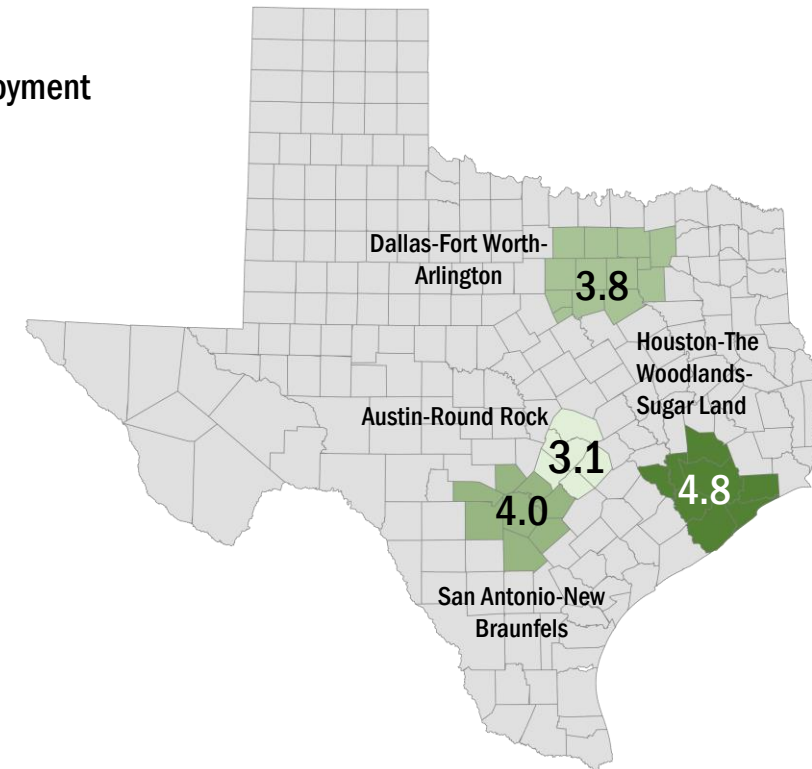 oyment
Dallas-Fort Worth-
Arlington
3.8
Houston-The
Woodlands-
Sugar Land
Austin-Round Rock
3.1
4.8
4.0
San Antonio-New
Braunfels